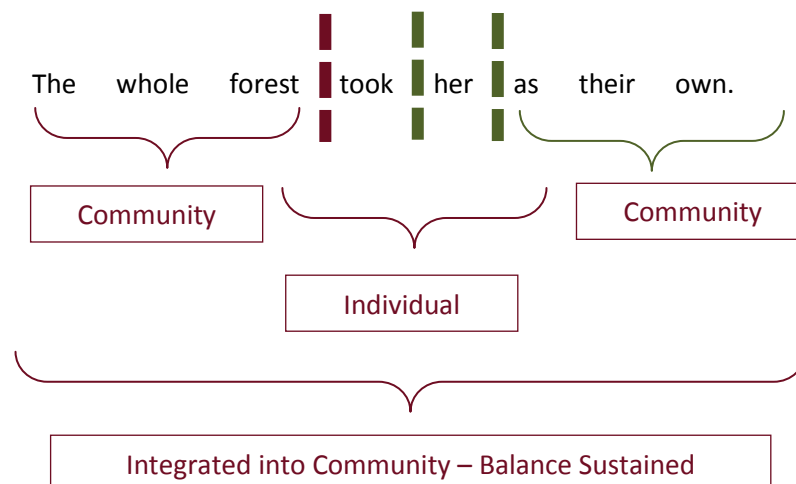 The whole forest took her as their own.
Community
Community
Individual
Integrated into Community – Balance Sustained